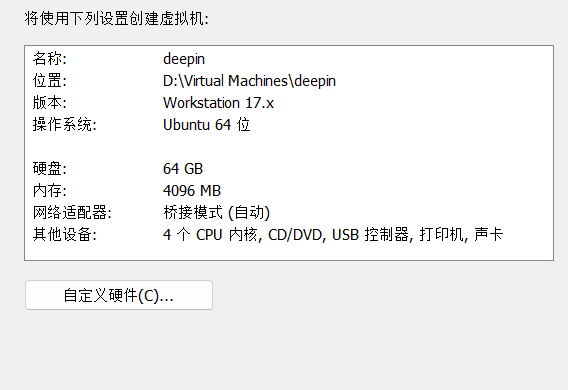 将使用下列设置创建虚拟机:
名称: deepin
位置: D:\Virtual Machines\deepin
版本: Workstation 17.x
操作系统: Ubuntu 64 位
硬盘: 64 GB
内存: 4096 MB
网络适配器: 桥接模式 (自动)
其他设备: 4 个 CPU 内核, CD/DVD, USB 控制器, 打印机, 声卡
自定义硬件(C)...